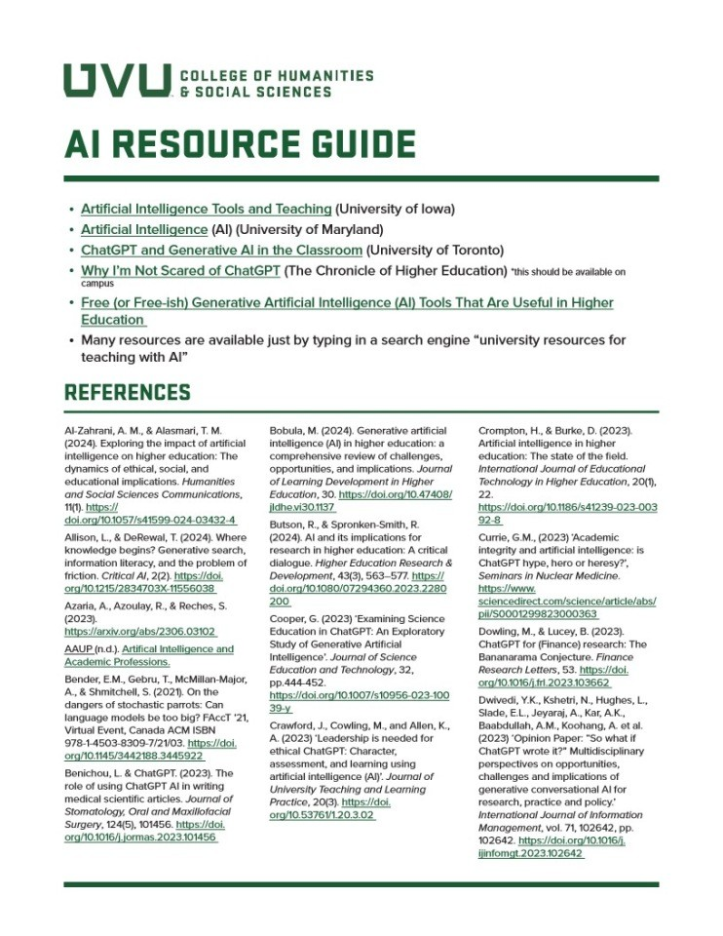 UVU COLLEGE OF HUMANITIES
& SOCIAL SCIENCES
AI RESOURCE GUIDE
• Artificial Intelligence Tools and Teaching (University of Iowa)
• Artificial Intelligence (AI) (University of Maryland)
• ChatGPT and Generative AI in the Classroom (University of Toronto)
• Why I'm Not Scared of ChatGPT (The Chronicle of Higher Education) *this should be available on
campus
• Free (or Free-ish) Generative Artificial Intelligence (AI) Tools That Are Useful in Higher
Education
• Many resources are available just by typing in a search engine "university resources for
teaching with AI"
REFERENCES
Al-Zahrani, A. M., & Alasmari, T. M.
(2024). Exploring the impact of artificial
intelligence on higher education: The
dynamics of ethical, social, and
educational implications. Humanities
and Social Sciences Communications,
11(1). https://
doi.org/10.1057/s41599-024-03432-4
Allison, L., & DeRewal, T. (2024). Where
knowledge begins? Generative search,
information literacy, and the problem of
friction. Critical AI, 2(2). https://doi.
org/10.1215/2834703X-11556038
Azaria, A., Azoulay, R., & Reches, S.
(2023).
https://arxiv.org/abs/2306.03102
AAUP (n.d.). Artifical Intelligence and
Academic Professions.
Bender, E.M., Gebru, T., McMillan-Major,
A., & Shmitchell, S. (2021). On the
dangers of stochastic parrots: Can
language models be too big? FAccT '21,
Virtual Event, Canada ACM ISBN
978-1-4503-8309-7/21/03. https://doi.
org/10.1145/3442188.3445922
Benichou, L. & ChatGPT. (2023). The
role of using ChatGPT AI in writing
medical scientific articles. Journal of
Stomatology, Oral and Maxillofacial
Surgery, 124(5), 101456. https://doi.
org/10.1016/j.jormas.2023.101456
Bobula, M. (2024). Generative artificial
intelligence (AI) in higher education: a
comprehensive review of challenges,
opportunities, and implications. Journal
of Learning Development in Higher
Education, 30. https://doi.org/10.47408/
jldhe.vi30.1137
Butson, R., & Spronken-Smith, R.
(2024). AI and its implications for
research in higher education: A critical
dialogue. Higher Education Research &
Development, 43(3), 563–577. https://
doi.org/10.1080/07294360.2023.2280
200
Cooper, G. (2023) 'Examining Science
Education in ChatGPT: An Exploratory
Study of Generative Artificial
Intelligence'. Journal of Science
Education and Technology, 32,
pp.444-452.
https://doi.org/10.1007/s10956-023-100
39-y
Crawford, J., Cowling, M., and Allen, K.,
A. (2023) 'Leadership is needed for
ethical ChatGPT: Character,
assessment, and learning using
artificial intelligence (AI)'. Journal of
University Teaching and Learning
Practice, 20(3). https://doi.
org/10.53761/1.20.3.02
Crompton, H., & Burke, D. (2023).
Artificial intelligence in higher
education: The state of the field.
International Journal of Educational
Technology in Higher Education, 20(1),
22.
https://doi.org/10.1186/s41239-023-003
92-8
Currie, G.M., (2023) 'Academic
integrity and artificial intelligence: is
ChatGPT hype, hero or heresy?',
Seminars in Nuclear Medicine.
https://www.
sciencedirect.com/science/article/abs/
pii/S0001299823000363
Dowling, M., & Lucey, B. (2023).
ChatGPT for (Finance) research: The
Bananarama Conjecture. Finance
Research Letters, 53. https://doi.
org/10.1016/j.frl.2023.103662
Dwivedi, Y.K., Kshetri, N., Hughes, L.,
Slade, E.L., Jeyaraj, A., Kar, A.K.,
Baabdullah, A.M., Koohang, A. et al.
(2023) 'Opinion Paper: "So what if
ChatGPT wrote it?" Multidisciplinary
perspectives on opportunities,
challenges and implications of
generative conversational AI for
research, practice and policy.'
International Journal of Information
Management, vol. 71, 102642, pp.
102642. https://doi.org/10.1016/j.
ijinfomgt.2023.102642